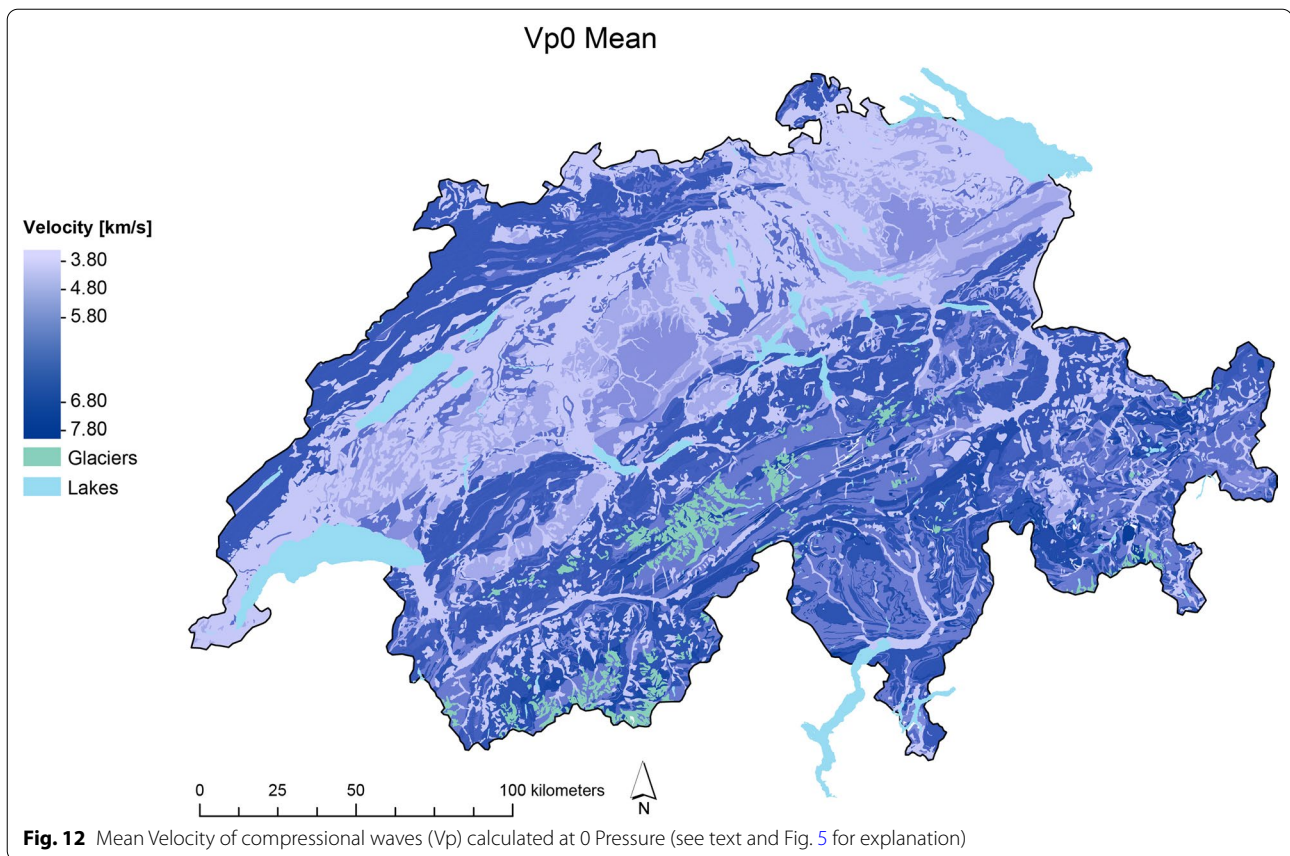 Vp0 Mean
Velocity [km/s]
- 3.80
- 4.80
- 5.80
- 6.80
- 7.80
Glaciers
Lakes
0 25 50 100 kilometers
N
Fig. 12 Mean Velocity of compressional waves (Vp) calculated at 0 Pressure (see text and Fig. 5 for explanation)